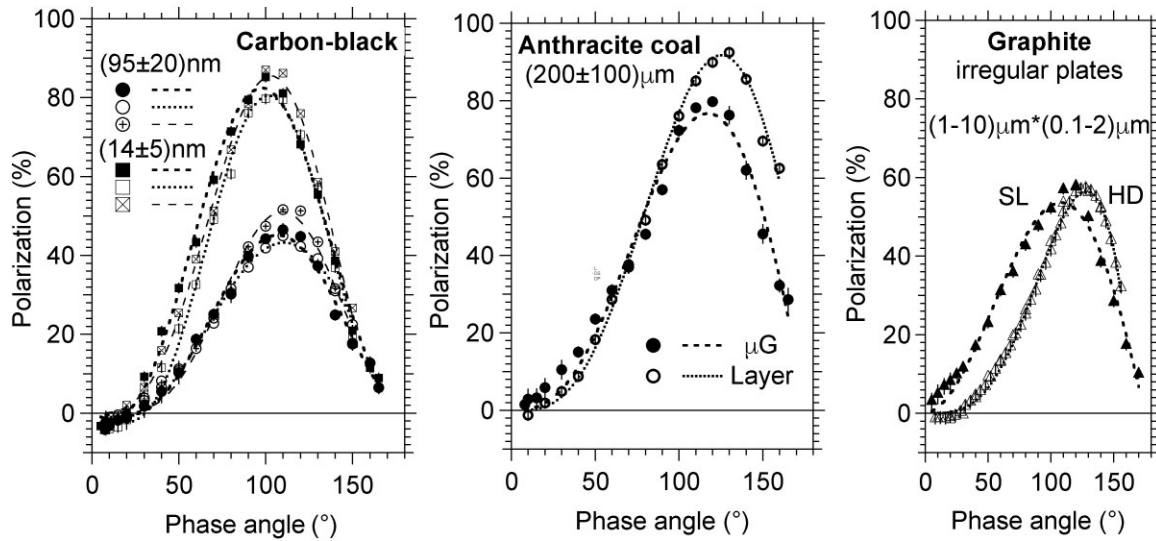 Carbon-black
(95±20)nm
(14±5)nm
100
80
60
40
20
0
Polarization (%)
0 50 100 150
Phase angle (°)
Anthracite coal
(200±100)μm
μG
Layer
100
80
60
40
20
0
Polarization (%)
0 50 100 150
Phase angle (°)
Graphite
irregular plates
(1-10)μm*(0.1-2)μm
SL
HD
100
80
60
40
20
0
Polarization (%)
0 50 100 150
Phase angle (°)